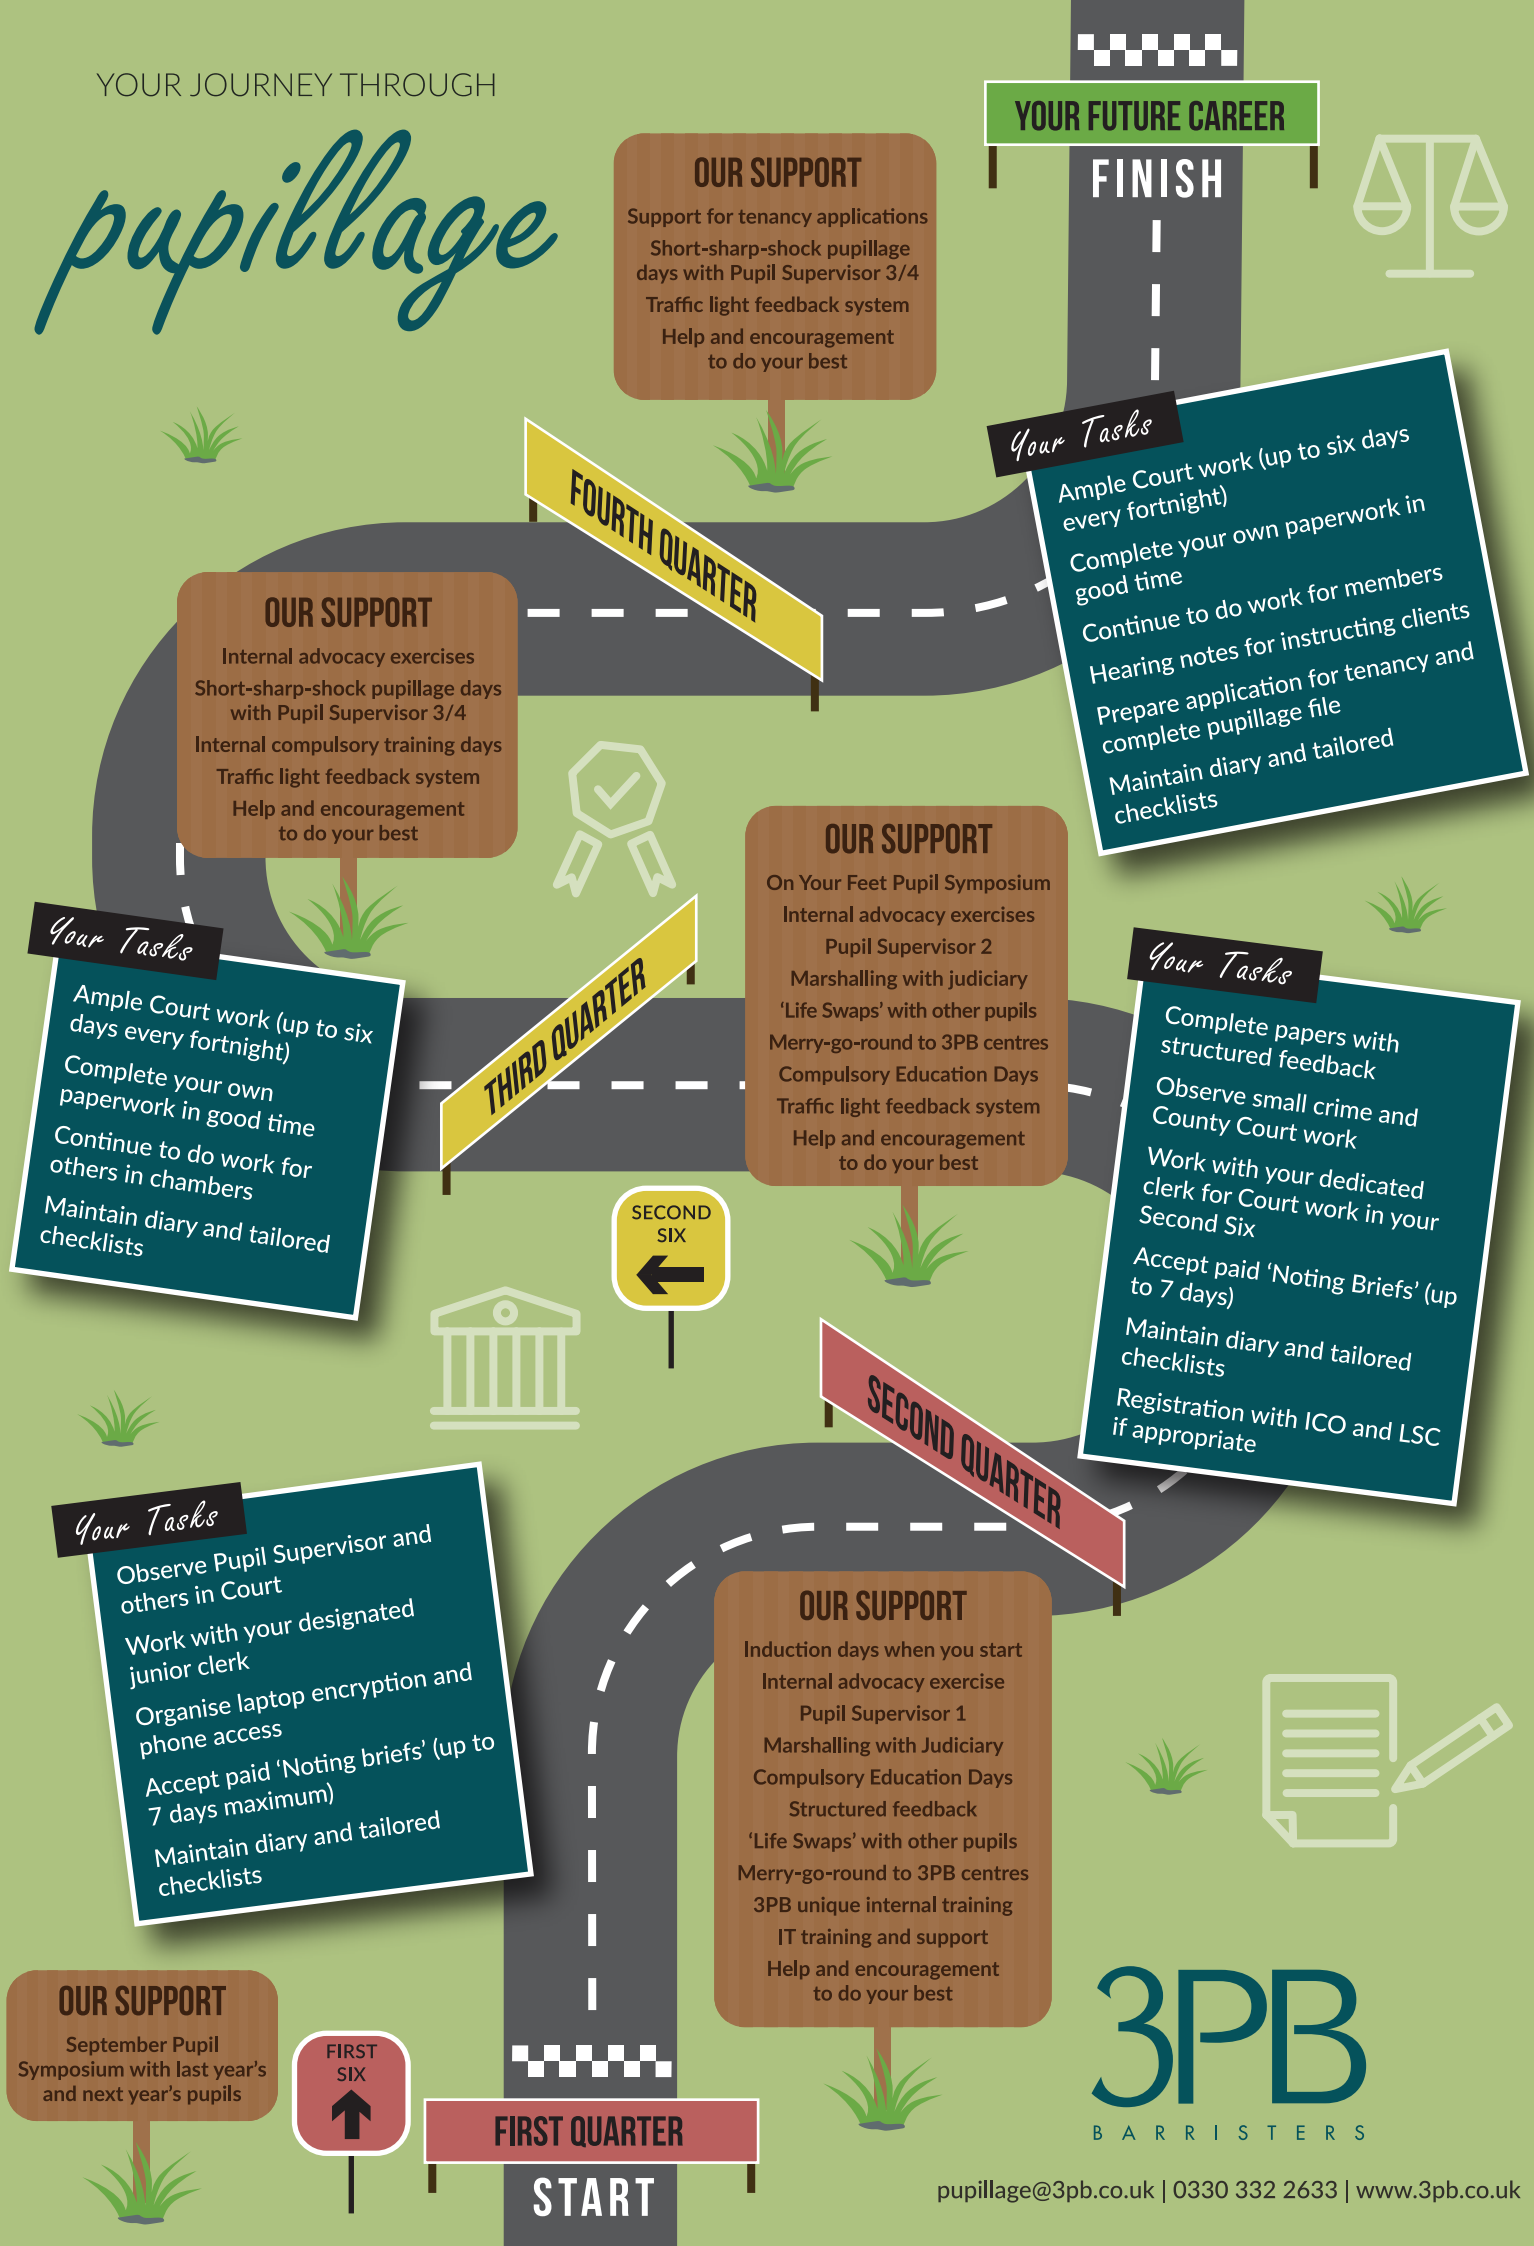 YOUR JOURNEY THROUGH
pupillage
YOUR FUTURE CAREER
FINISH
OUR SUPPORT
Support for tenancy applications
Short-sharp-shock pupillage
days with Pupil Supervisor 3/4
Traffic light feedback system
Help and encouragement
to do your best
Your Tasks
Ample Court work (up to six days
every fortnight)
Complete your own paperwork in
good time
Continue to do work for members
Hearing notes for instructing clients
Prepare application for tenancy and
complete pupillage file
Maintain diary and tailored
checklists
FOURTH QUARTER
OUR SUPPORT
Internal advocacy exercises
Short-sharp-shock pupillage days
with Pupil Supervisor 3/4
Internal compulsory training days
Traffic light feedback system
Help and encouragement
to do your best
Your Tasks
Ample Court work (up to six
days every fortnight)
Complete your own
paperwork in good time
Continue to do work for
others in chambers
Maintain diary and tailored
checklists
THIRD QUARTER
OUR SUPPORT
On Your Feet Pupil Symposium
Internal advocacy exercises
Pupil Supervisor 2
Marshalling with judiciary
‘Life Swaps’ with other pupils
Merry-go-round to 3PB centres
Compulsory Education Days
Traffic light feedback system
Help and encouragement
to do your best
Your Tasks
Complete papers with
structured feedback
Observe small crime and
County Court work
Work with your dedicated
clerk for Court work in your
Second Six
Accept paid ‘Noting Briefs’ (up
to 7 days)
Maintain diary and tailored
checklists
Registration with ICO and LSC
if appropriate
SECOND
SIX
SECOND QUARTER
Your Tasks
Observe Pupil Supervisor and
others in Court
Work with your designated
junior clerk
Organise laptop encryption and
phone access
Accept paid ‘Noting briefs’ (up to
7 days maximum)
Maintain diary and tailored
checklists
OUR SUPPORT
Induction days when you start
Internal advocacy exercise
Pupil Supervisor 1
Marshalling with Judiciary
Compulsory Education Days
Structured feedback
‘Life Swaps’ with other pupils
Merry-go-round to 3PB centres
3PB unique internal training
IT training and support
Help and encouragement
to do your best
OUR SUPPORT
September Pupil
Symposium with last year’s
and next year’s pupils
FIRST
SIX
FIRST QUARTER
START
3PB
BARRISTERS
pupillage@3pb.co.uk | 0330 332 2633 | www.3pb.co.uk